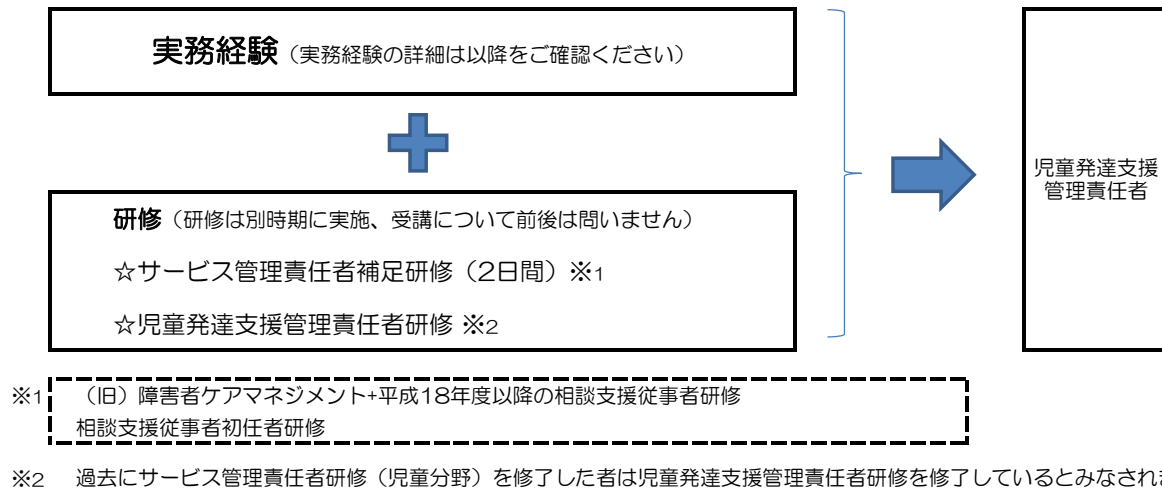 実務経験（実務経験の詳細は以降をご確認ください）
研修（研修は別時期に実施、受講について前後は問いません）
☆サービス管理責任者補足研修（2日間）※1
☆児童発達支援管理責任者研修 ※2
児童発達支援
管理責任者
※1 （旧）障害者ケアマネジメント+平成18年度以降の相談支援従事者研修
相談支援従事者初任者研修
※2 過去にサービス管理責任者研修（児童分野）を修了した者は児童発達支援管理責任者研修を修了しているとみなされ